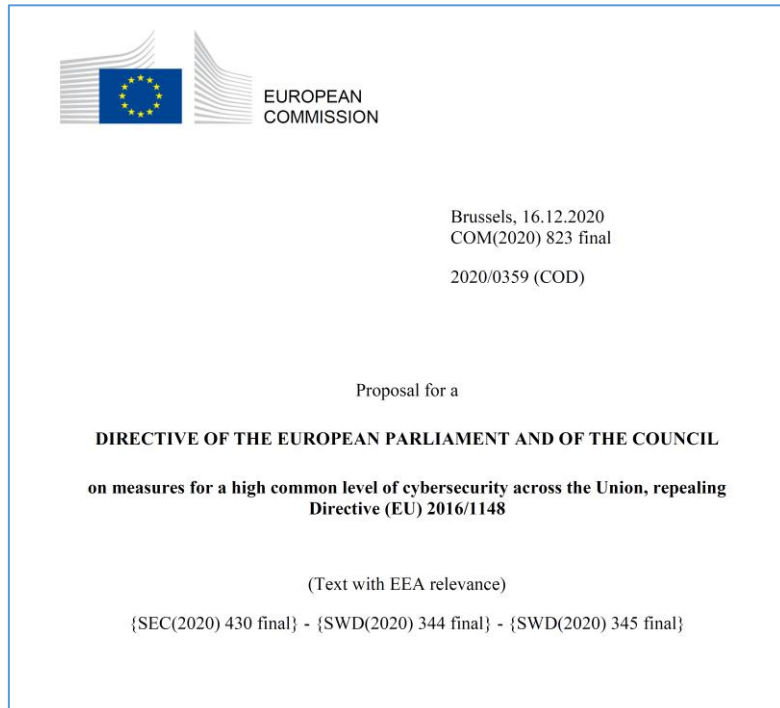 EUROPEAN
COMMISSION
Brussels, 16.12.2020
COM(2020) 823 final
2020/0359 (COD)
Proposal for a
DIRECTIVE OF THE EUROPEAN PARLIAMENT AND OF THE COUNCIL
on measures for a high common level of cybersecurity across the Union, repealing
Directive (EU) 2016/1148
(Text with EEA relevance)
{SEC(2020) 430 final} - {SWD(2020) 344 final} - {SWD(2020) 345 final}